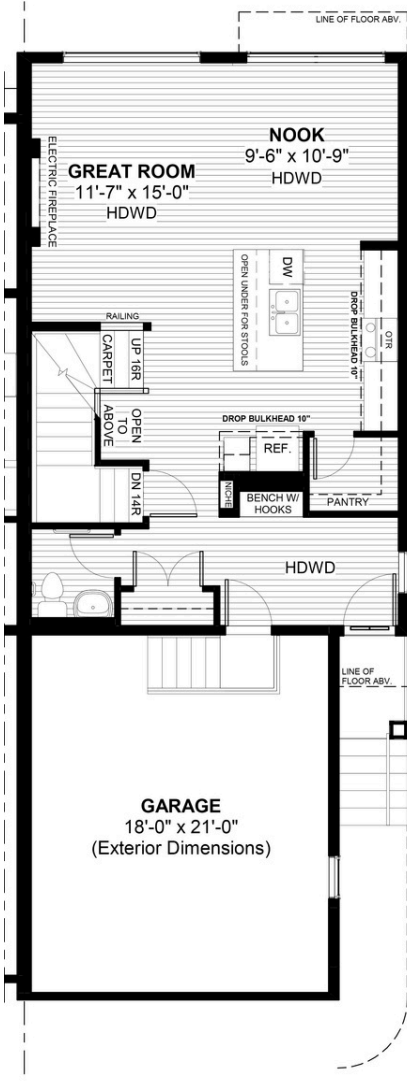 LINE OF FLOOR ABV.
NOOK
9'-6" x 10'-9"
HDWD
GREAT ROOM
11'-7" x 15'-0"
HDWD
ELECTRIC FIREPLACE
OPEN UNDER FOR STOOLS
DW
DROP BULKHEAD 10"
OTR
RAILING
UP 16R
CARPET
OPEN
TO
ABOVE
DN 14R
DROP BULKHEAD 10"
REF.
NICHE
BENCH W/
HOOKS
PANTRY
HDWD
LINE OF
FLOOR ABV.
GARAGE
18'-0" x 21'-0"
(Exterior Dimensions)